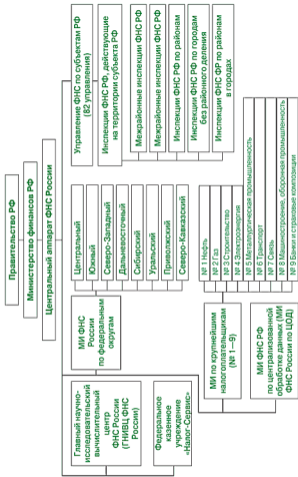 Правительство РФ
Министерство финансов РФ
Центральный аппарат ФНС России
Управление ФНС по субъектам РФ
(82 управления)
Инспекции ФНС РФ, действующие
на территории субъекта РФ
Межрайонные инспекции ФНС РФ
Межрайонные инспекции ФНС РФ
Инспекции ФНС РФ по районам
Инспекции ФНС РФ по городам
без районного деления
Инспекции ФНС ФР по районам
в городах
МИ ФНС
России
по федеральным
округам
Центральный
Южный
Северо-Западный
Дальневосточный
Сибирский
Уральский
Приволжский
Северо-Кавказский
Главный научно-
исследовательский
вычислительный
центр
ФНС России
(ГНИВЦ ФНС
России)
Федеральное
казенное
учреждение
«Налог-Сервис»
МИ по крупнейшим
налогоплательщикам
(№ 1—9)
№ 1 Нефть
№ 2 Газ
№ 3 Строительство
№ 4 Электроэнергия
№ 5 Металлургическая промышленность
№ 6 Транспорт
№ 7 Связь
№ 8 Машиностроение, оборонная промышленность
№ 9 Банки и страховые компании
МИ ФНС РФ
по централизованной
обработке данных (МИ
ФНС России по ЦОД)